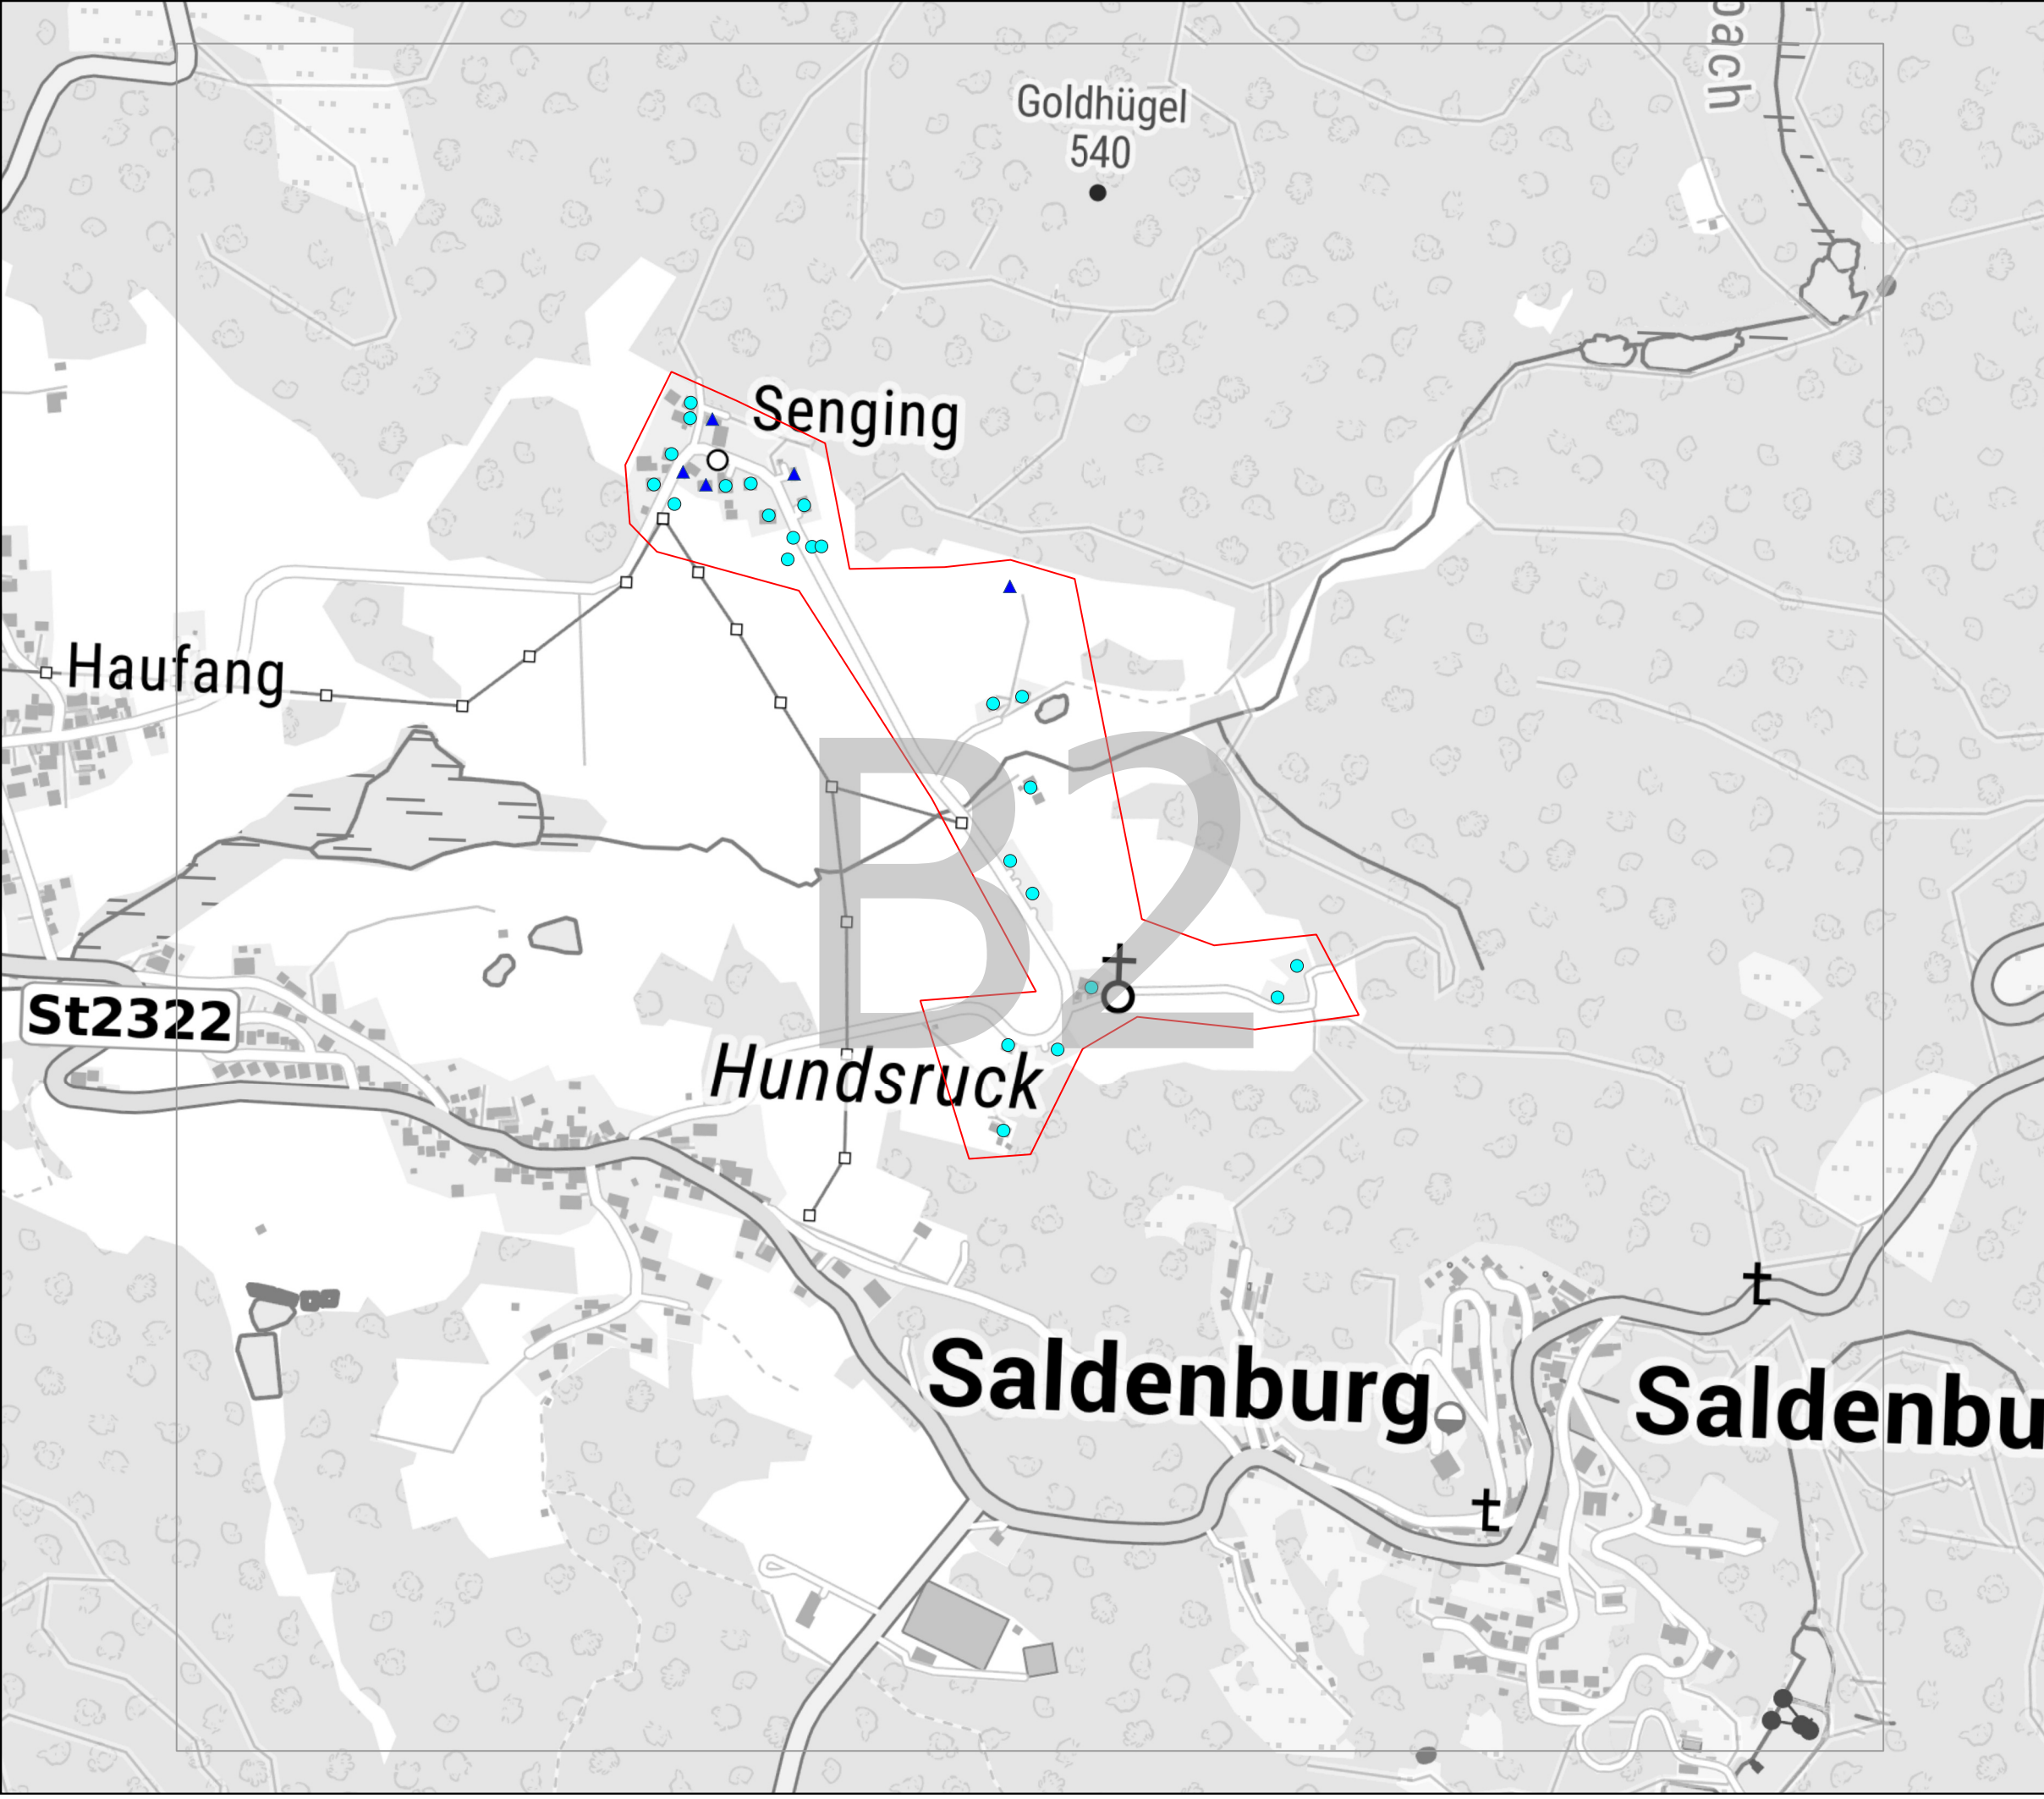 bach
Goldhügel
540
Senging
Haufang
B2
St2322
Hundsruck
Saldenburg
Saldenbu